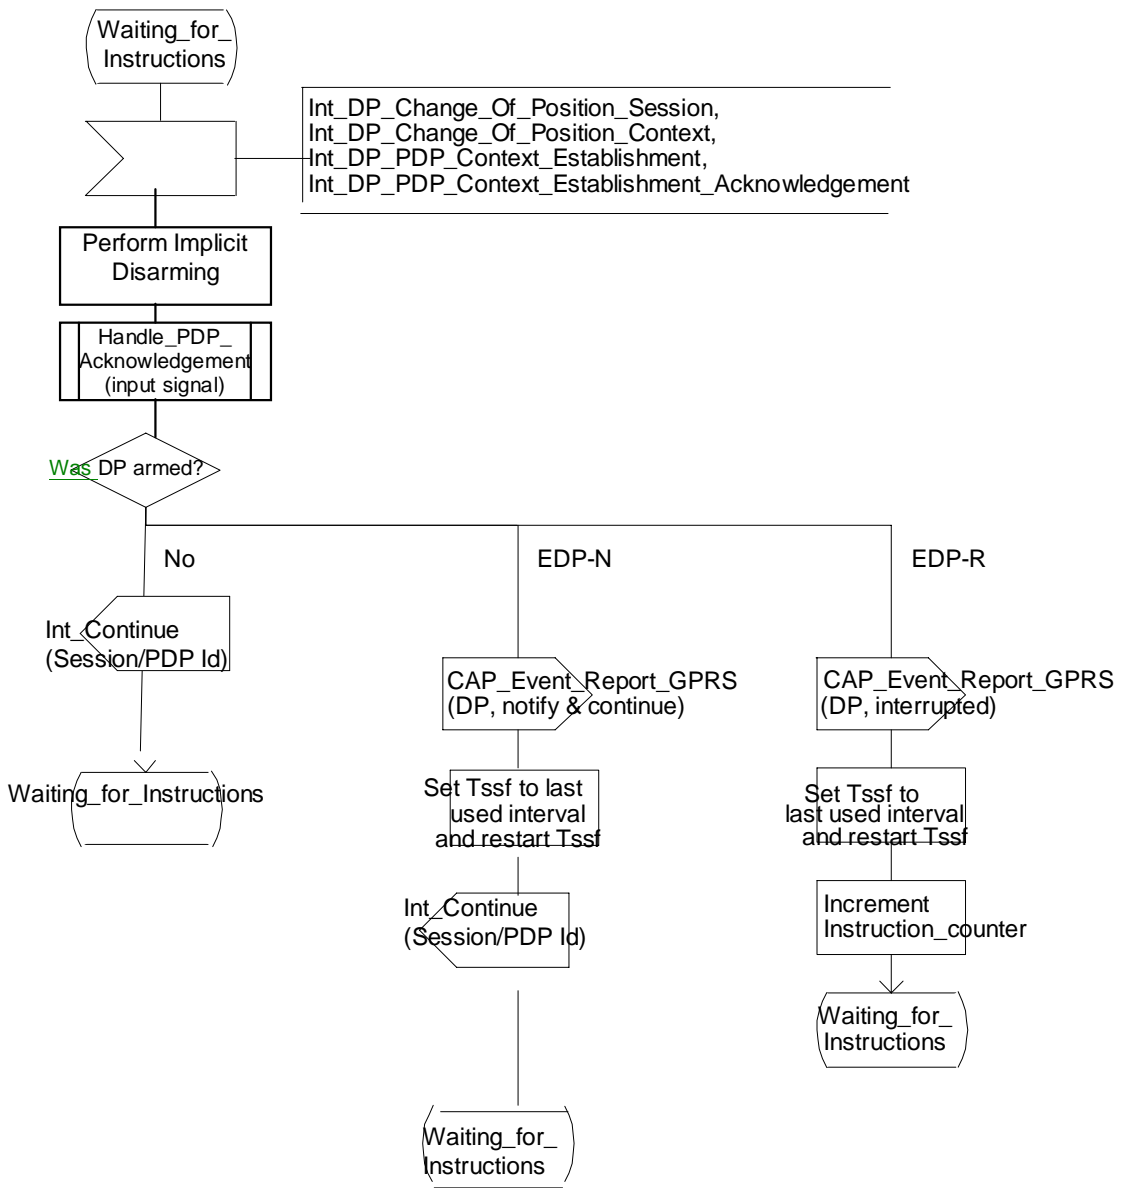 Waiting_for_
Instructions
Int_DP_Change_Of_Position_Session,
Int_DP_Change_Of_Position_Context,
Int_DP_PDP_Context_Establishment,
Int_DP_PDP_Context_Establishment_Acknowledgement
Perform Implicit
Disarming
Handle_PDP_
Acknowledgement
(input signal)
Was DP armed?
No
EDP-N
EDP-R
Int_Continue
(Session/PDP Id)
CAP_Event_Report_GPRS
(DP, notify & continue)
CAP_Event_Report_GPRS
(DP, interrupted)
Waiting_for_Instructions
Set Tssf to last
used interval
and restart Tssf
Set Tssf to
last used interval
and restart Tssf
Int_Continue
(Session/PDP Id)
Increment
Instruction_counter
Waiting_for_
Instructions
Waiting_for_
Instructions